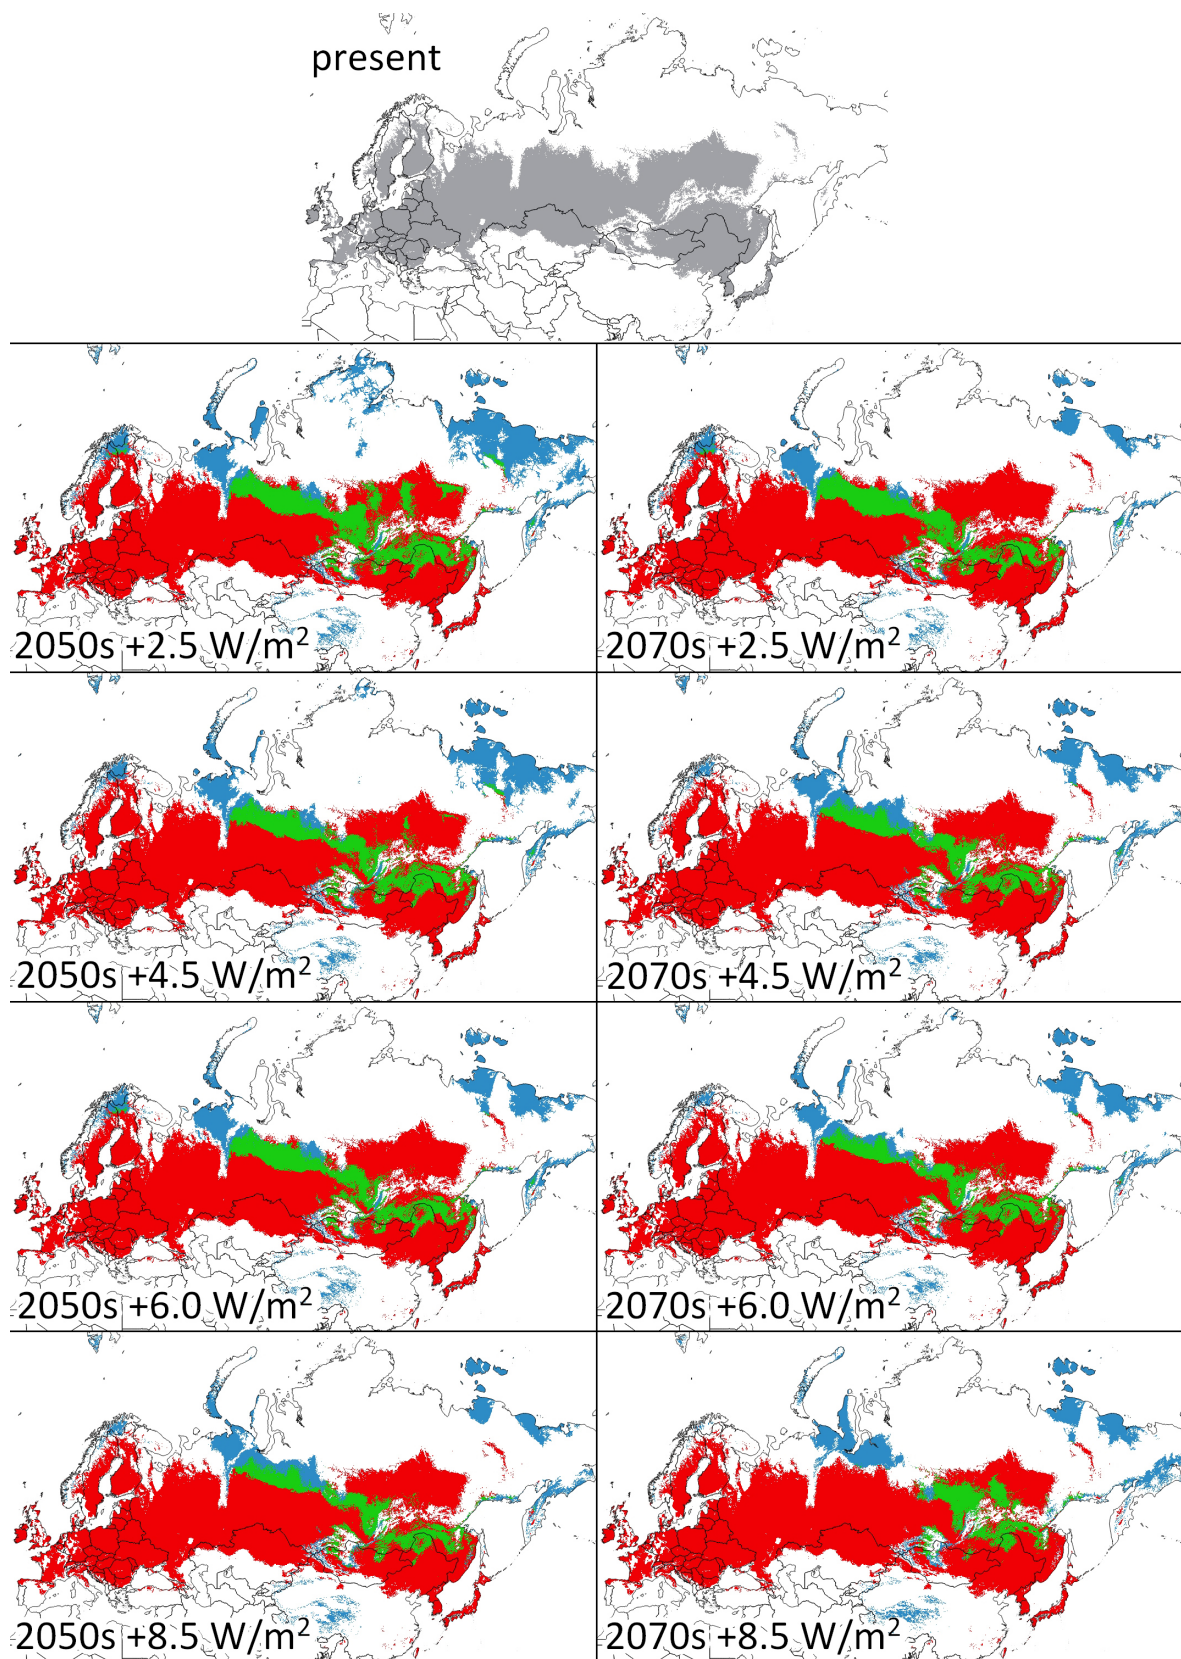 present
2050s +2.5 W/m²
2070s +2.5 W/m²
2050s +4.5 W/m²
2070s +4.5 W/m²
2050s +6.0 W/m²
2070s +6.0 W/m²
2050s +8.5 W/m²
2070s +8.5 W/m²